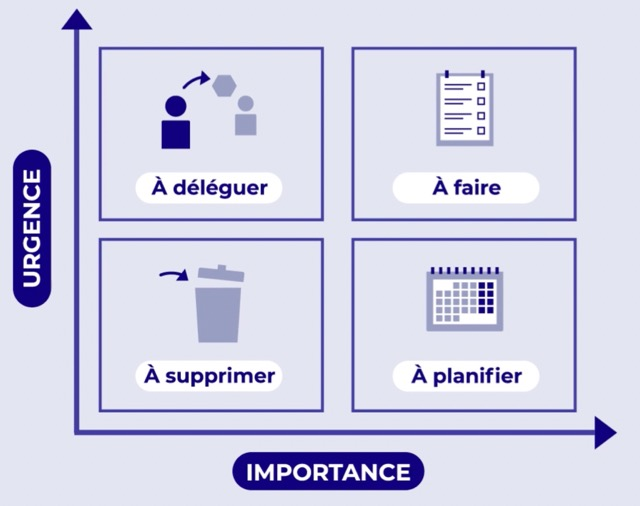 À déléguer
À faire
URGENCE
À supprimer
À planifier
IMPORTANCE